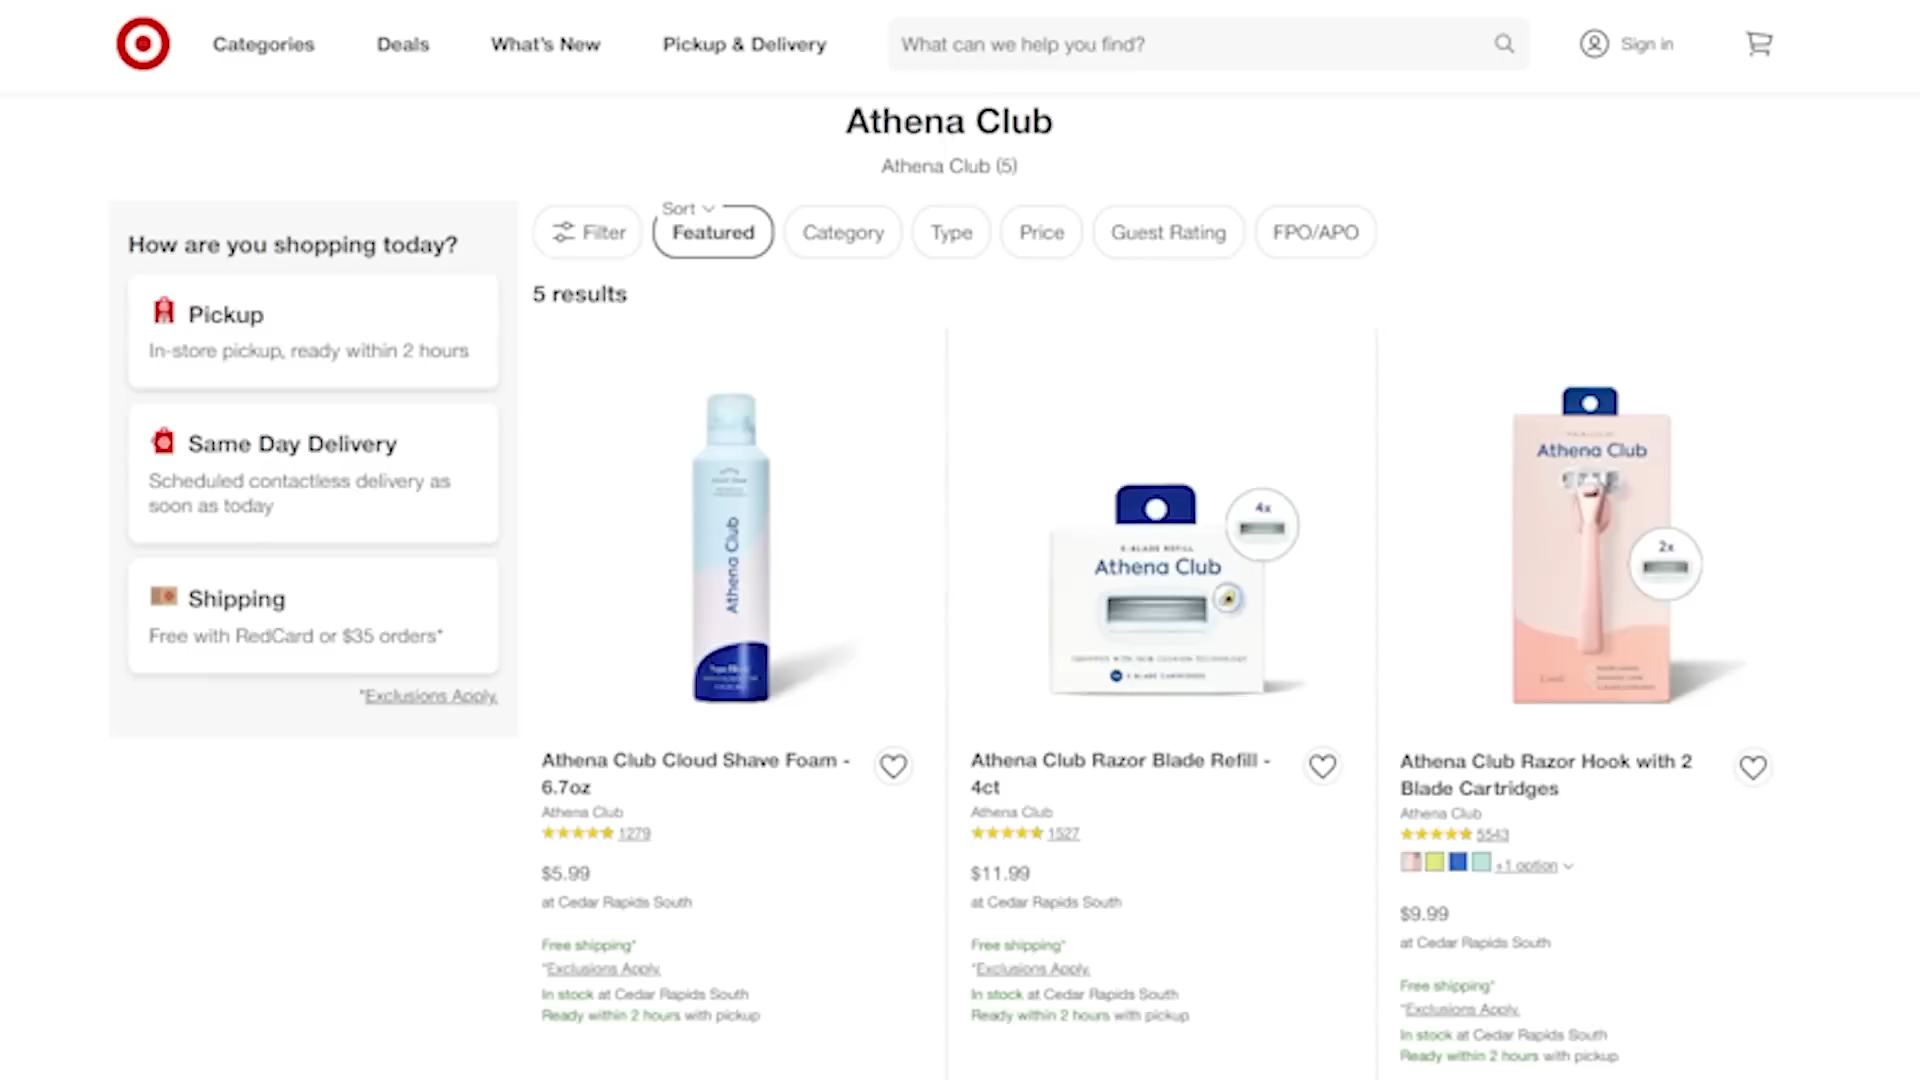 Categories
Deals
What's New
Pickup & Delivery
What can we help you find?
Sign in
Athena Club
Athena Club (5)
How are you shopping today?
Pickup
In-store pickup, ready within 2 hours
Same Day Delivery
Scheduled contactless delivery as
soon as today
Shipping
Free with RedCard or $35 orders*
*Exclusions Apply.
Filter
Sort
Featured
Category
Type
Price
Guest Rating
FPO/APO
5 results
Athena Club
Athena Club Cloud Shave Foam -
6.7oz
Athena Club
1279
$5.99
at Cedar Rapids South
Free shipping*
*Exclusions Apply.
In stock at Cedar Rapids South
Ready within 2 hours with pickup
4x
5-BLADE REFILL
Athena Club
EQUIPPED WITH SKIN CUSHION TECHNOLOGY
Athena Club Razor Blade Refill -
4ct
Athena Club
1527
$11.99
at Cedar Rapids South
Free shipping*
*Exclusions Apply.
In stock at Cedar Rapids South
Ready within 2 hours with pickup
Athena Club
2x
Athena Club Razor Hook with 2
Blade Cartridges
Athena Club
5543
+1 option
$9.99
at Cedar Rapids South
Free shipping*
*Exclusions Apply.
In stock at Cedar Rapids South
Ready within 2 hours with pickup